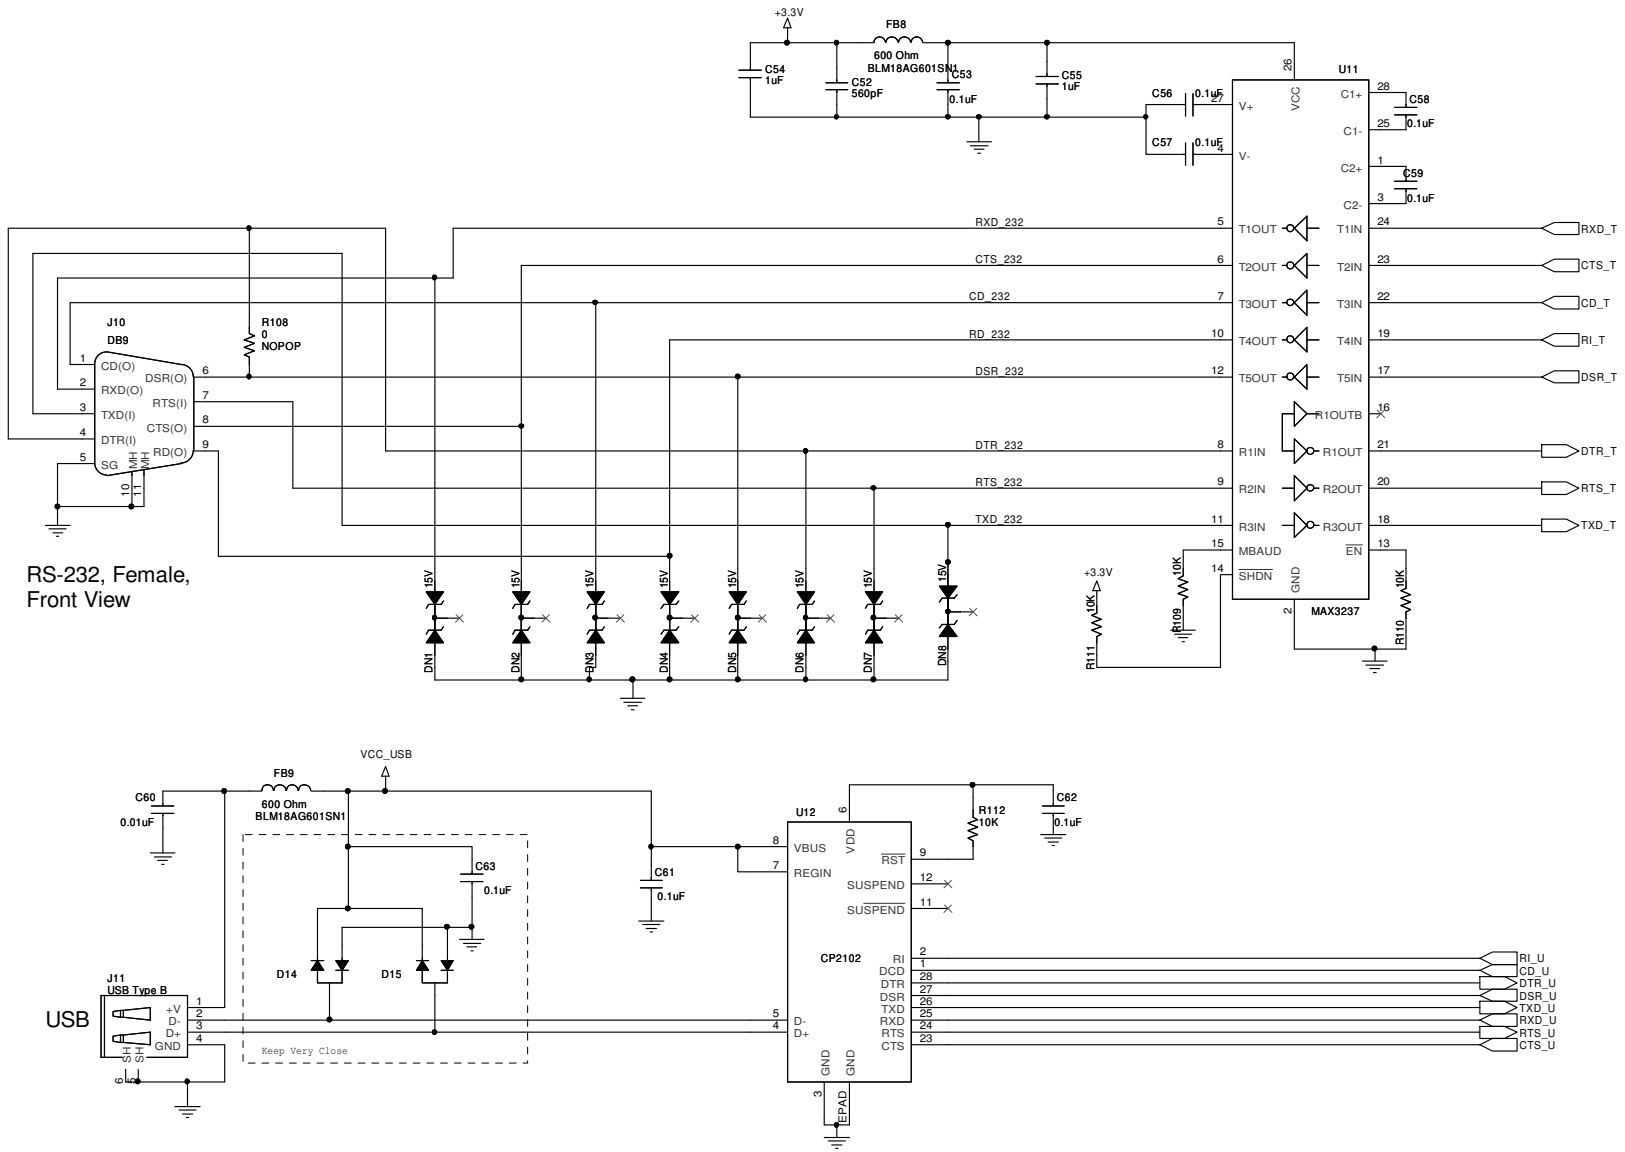 +3.3V
FB8
600 Ohm
BLM18AG601SN1
C54
1uF
C52
560pF
C53
0.1uF
C55
1uF
C56
0.1uF
27
V+
C57
0.1uF
4
V-
26
VCC
U11
C1+
28
C58
0.1uF
C1-
25
C2+
1
C59
0.1uF
C2-
3
RXD_232
5
T1OUT
T1IN
24
RXD_T
CTS_232
6
T2OUT
T2IN
23
CTS_T
CD_232
7
T3OUT
T3IN
22
CD_T
RD_232
10
T4OUT
T4IN
19
RI_T
DSR_232
12
T5OUT
T5IN
17
DSR_T
R1OUTB
16
DTR_232
8
R1IN
R1OUT
21
DTR_T
RTS_232
9
R2IN
R2OUT
20
RTS_T
TXD_232
11
R3IN
R3OUT
18
TXD_T
15
MBAUD
EN
13
14
SHDN
GND
2
MAX3237
+3.3V
10K
R111
10K
R109
10K
R110
J10
DB9
R108
0
NOPOP
1
CD(O)
2
RXD(O)
3
TXD(I)
4
DTR(I)
5
SG
DSR(O)
6
RTS(I)
7
CTS(O)
8
RD(O)
9
MH
MH
10
11
RS-232, Female,
Front View
15V
15V
15V
15V
15V
15V
15V
15V
DN1
DN2
DN3
DN4
DN5
DN6
DN7
DN8
VCC_USB
FB9
600 Ohm
BLM18AG601SN1
C60
0.01uF
C63
0.1uF
C61
0.1uF
D14
D15
Keep Very Close
J11
USB Type B
USB
+V
1
D-
2
D+
3
GND
4
SH
SH
6
5
U12
6
VDD
8
VBUS
7
REGIN
RST
9
R112
10K
C62
0.1uF
SUSPEND
12
SUSPEND
11
CP2102
RI
2
RI_U
DCD
1
CD_U
DTR
28
DTR_U
DSR
27
DSR_U
TXD
26
TXD_U
RXD
25
RXD_U
RTS
24
RTS_U
CTS
23
CTS_U
5
D-
4
D+
GND
GND
3
EPAD